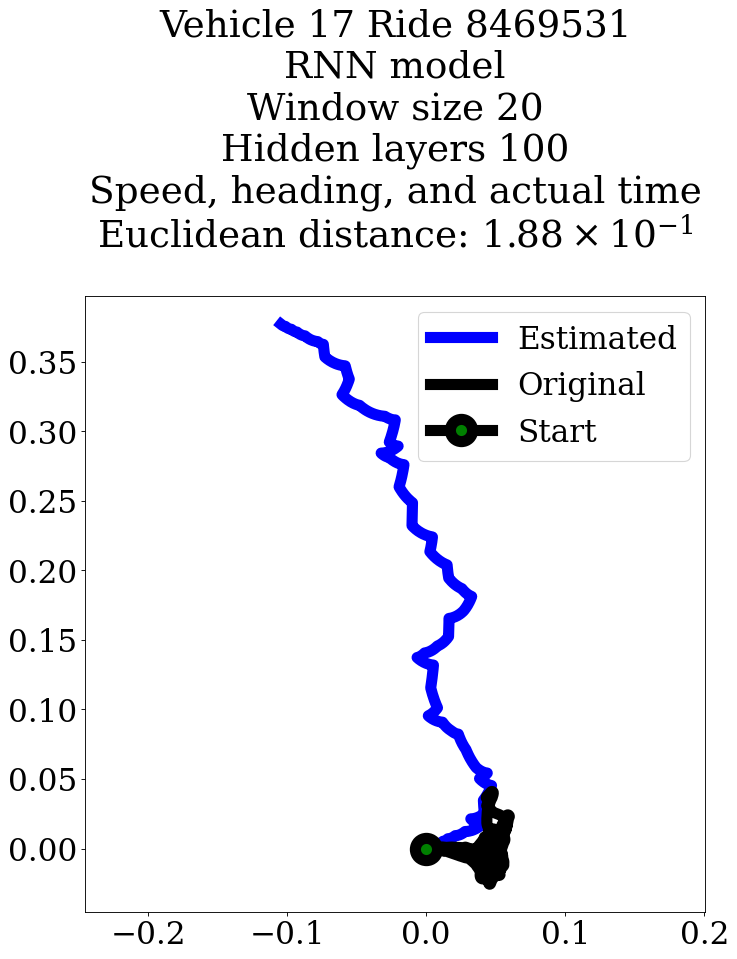 Vehicle 17 Ride 8469531
RNN model
Window size 20
Hidden layers 100
Speed, heading, and actual time
Euclidean distance: 1.88 × 10⁻¹
Estimated
Original
Start
0.35
0.30
0.25
0.20
0.15
0.10
0.05
0.00
−0.2 −0.1 0.0 0.1 0.2